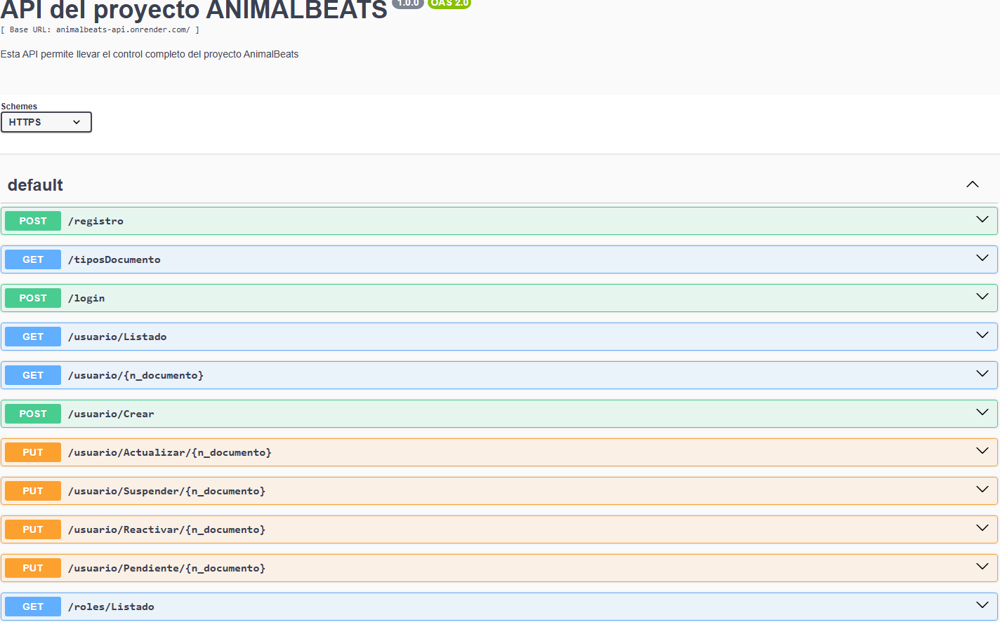 API del proyecto ANIMALBEATS 1.0.0 OAS 2.0
[ Base URL: animalbeats-api.onrender.com/ ]
Esta API permite llevar el control completo del proyecto AnimalBeats
Schemes
HTTPS
default
POST /registro
GET /tiposDocumento
POST /login
GET /usuario/Listado
GET /usuario/{n_documento}
POST /usuario/Crear
PUT /usuario/Actualizar/{n_documento}
PUT /usuario/Suspender/{n_documento}
PUT /usuario/Reactivar/{n_documento}
PUT /usuario/Pendiente/{n_documento}
GET /roles/Listado